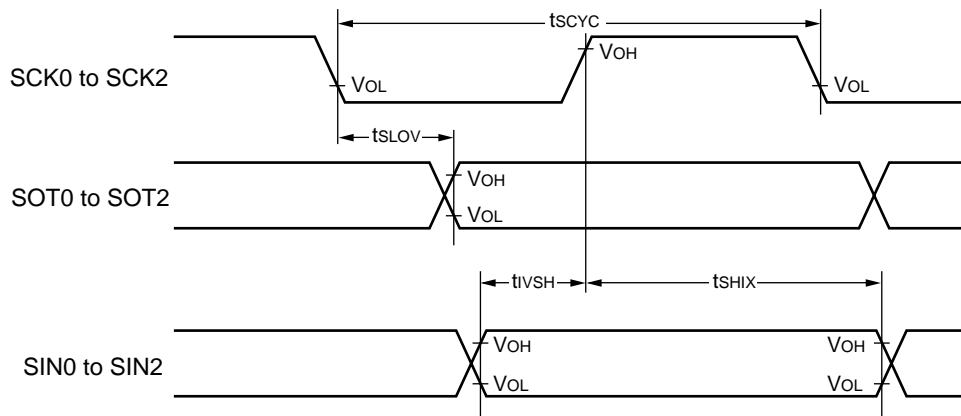 tSCYC
SCK0 to SCK2
VOL
VOH
VOL
tSLOV
SOT0 to SOT2
VOH
VOL
tIVSH
tSHIX
SIN0 to SIN2
VOH
VOL
VOH
VOL